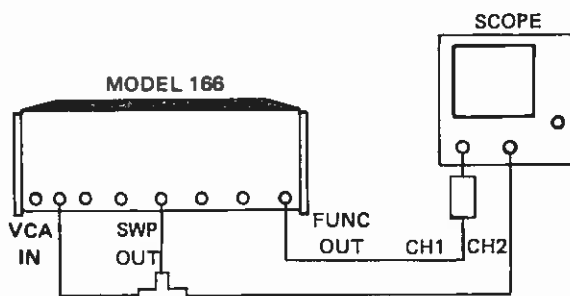 SCOPE
MODEL 166
VCA
IN
SWP
OUT
FUNC
OUT
CH1
CH2